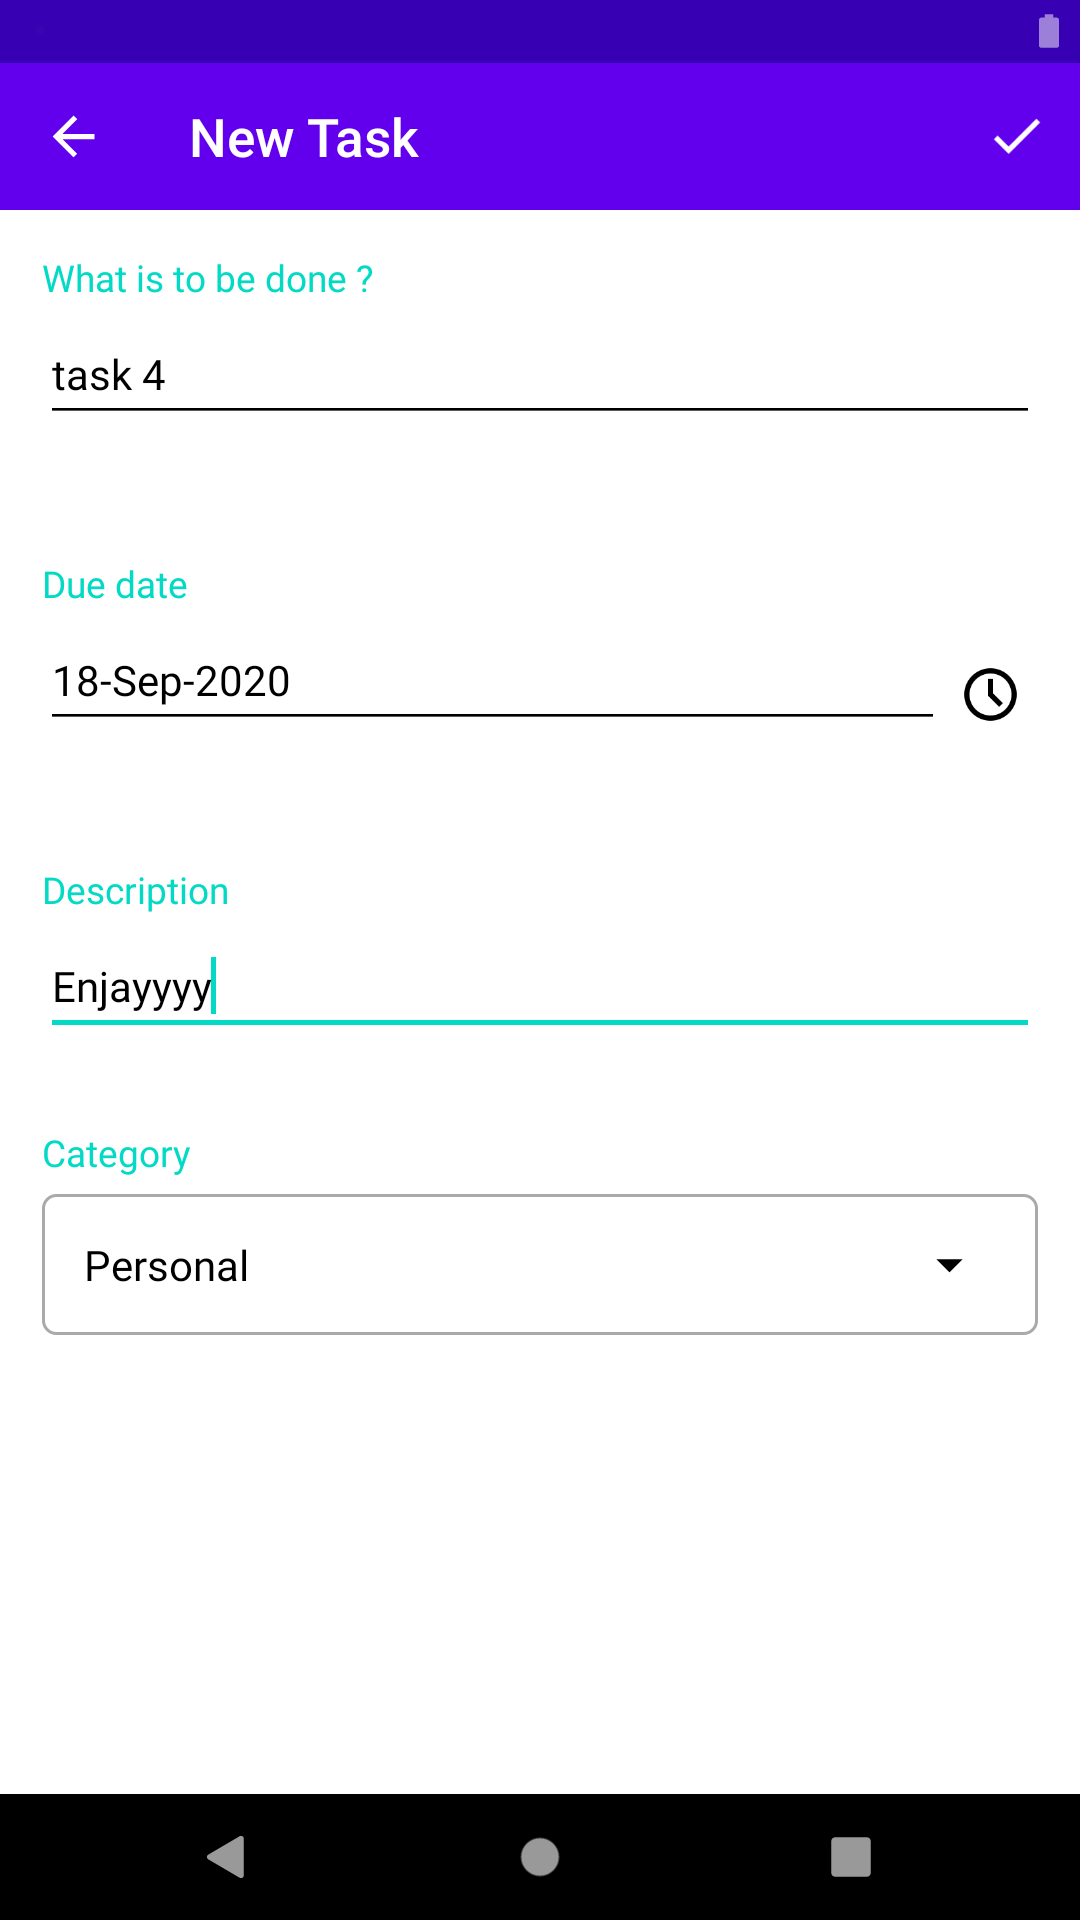 New Task
What is to be done ?
task 4
Due date
18-Sep-2020
Description
Enjayyyy
Category
Personal